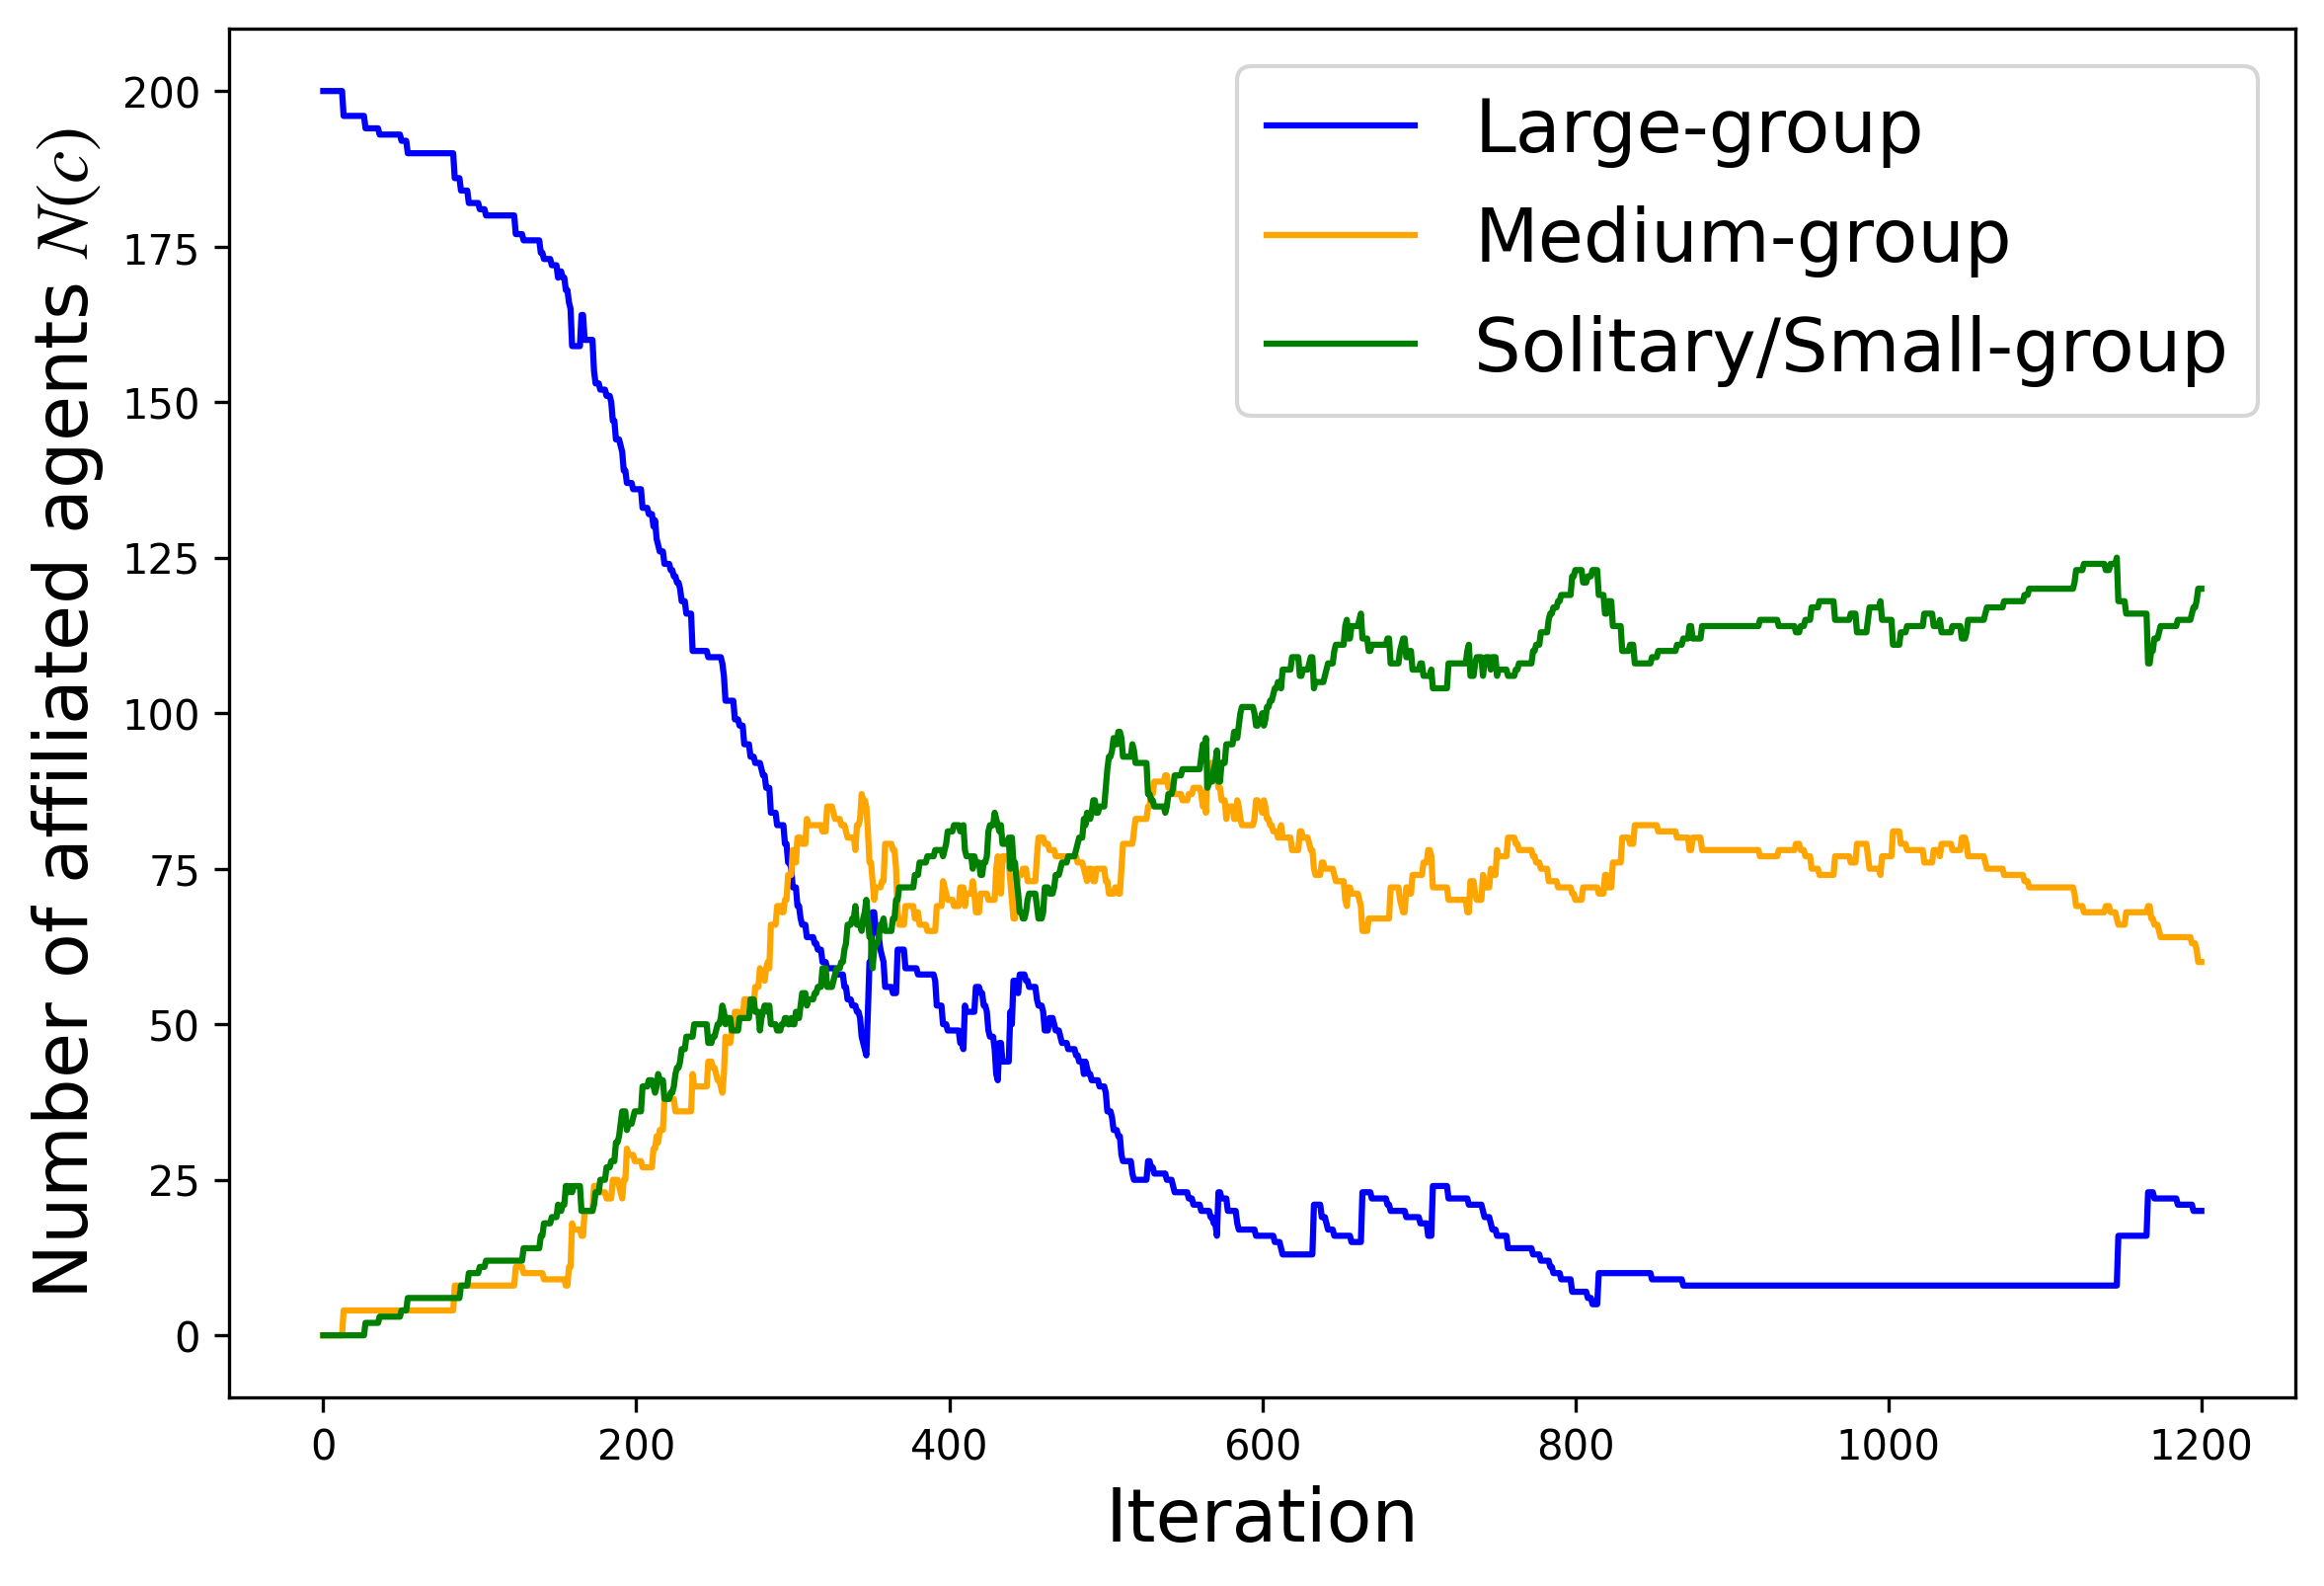 Number of affiliated agents N(c)
200
175
150
125
100
75
50
25
0
Large-group
Medium-group
Solitary/Small-group
0 200 400 600 800 1000 1200
Iteration